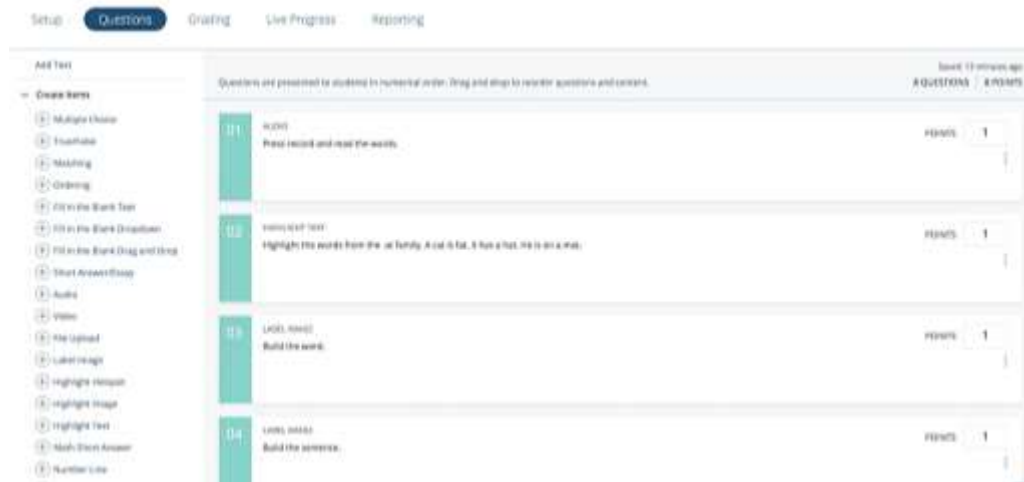 Setup
Questions
Grading
Live Progress
Reporting
Add Text
Create Items
Multiple Choice
True/False
Matching
Ordering
Fill in the Blank Text
Fill in the Blank Dropdown
Fill in the Blank Drag and Drop
Short Answer/Essay
Audio
Video
File Upload
Label Image
Highlight Hotspot
Highlight Image
Highlight Text
Math Short Answer
Number Line
Saved 13 minutes ago
Questions are presented to students in numerical order. Drag and drop to reorder questions and content.
8 QUESTIONS | 8 POINTS
01
AUDIO
Press record and read the words.
POINTS 1
02
HIGHLIGHT TEXT
Highlight the words from the -at family. A cat is fat. It has a hat. He is on a mat.
POINTS 1
03
LABEL IMAGE
Build the word.
POINTS 1
04
LABEL IMAGE
Build the sentence.
POINTS 1